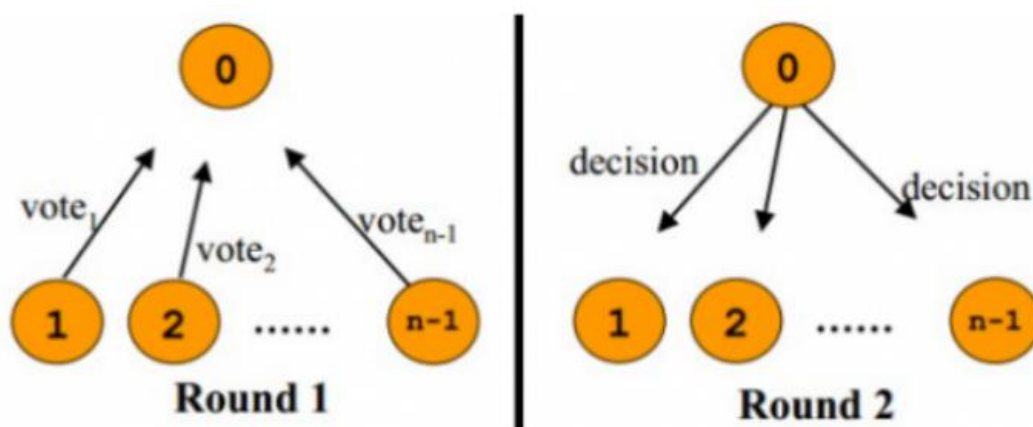 0
vote1
vote2
voten-1
1
2
......
n-1
Round 1
0
decision
decision
1
2
......
n-1
Round 2